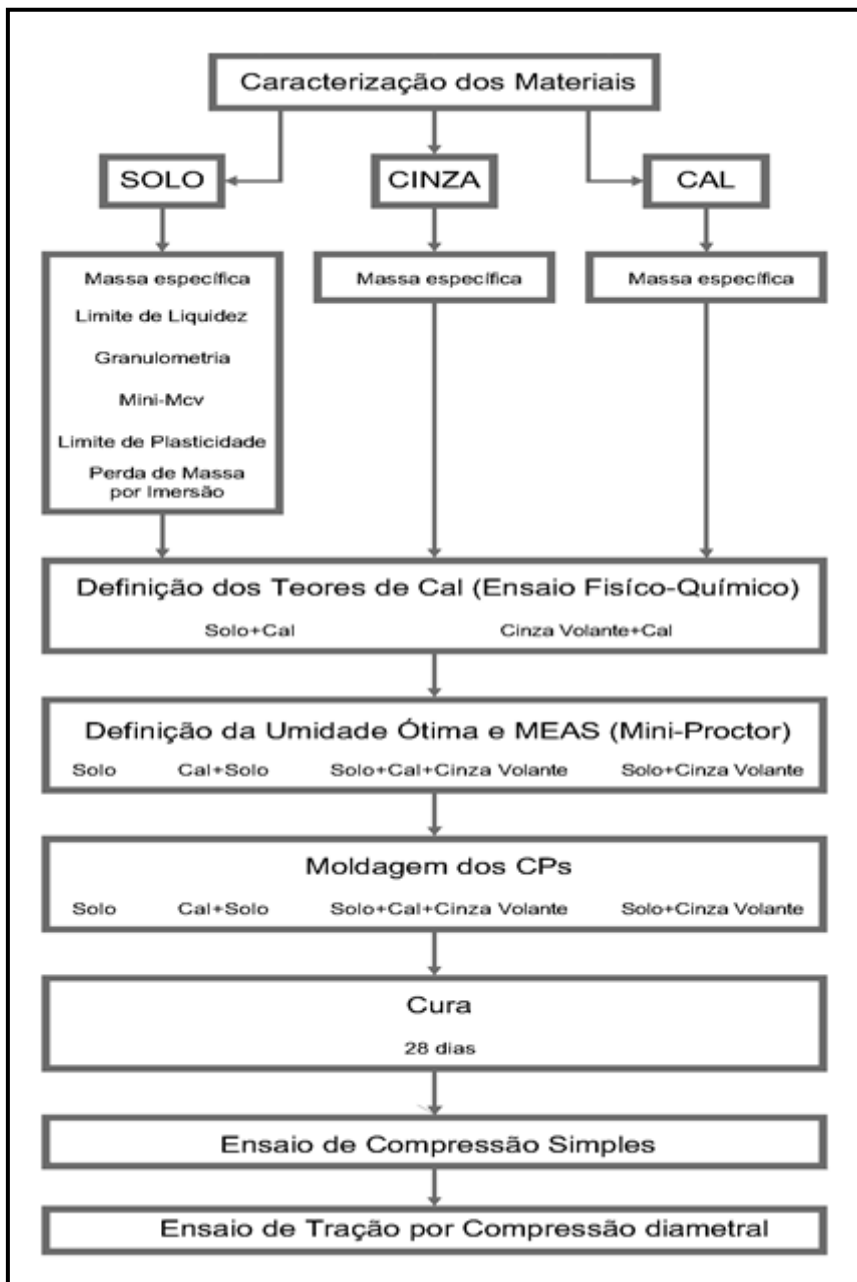 Caracterização dos Materiais
SOLO
CINZA
CAL
Massa específica
Limite de Liquidez
Granulometria
Mini-Mcv
Limite de Plasticidade
Perda de Massa
por Imersão
Massa específica
Massa específica
Definição dos Teores de Cal (Ensaio Fisíco-Químico)
Solo+Cal
Cinza Volante+Cal
Definição da Umidade Ótima e MEAS (Mini-Proctor)
Solo
Cal+Solo
Solo+Cal+Cinza Volante
Solo+Cinza Volante
Moldagem dos CPs
Solo
Cal+Solo
Solo+Cal+Cinza Volante
Solo+Cinza Volante
Cura
28 dias
Ensaio de Compressão Simples
Ensaio de Tração por Compressão diametral